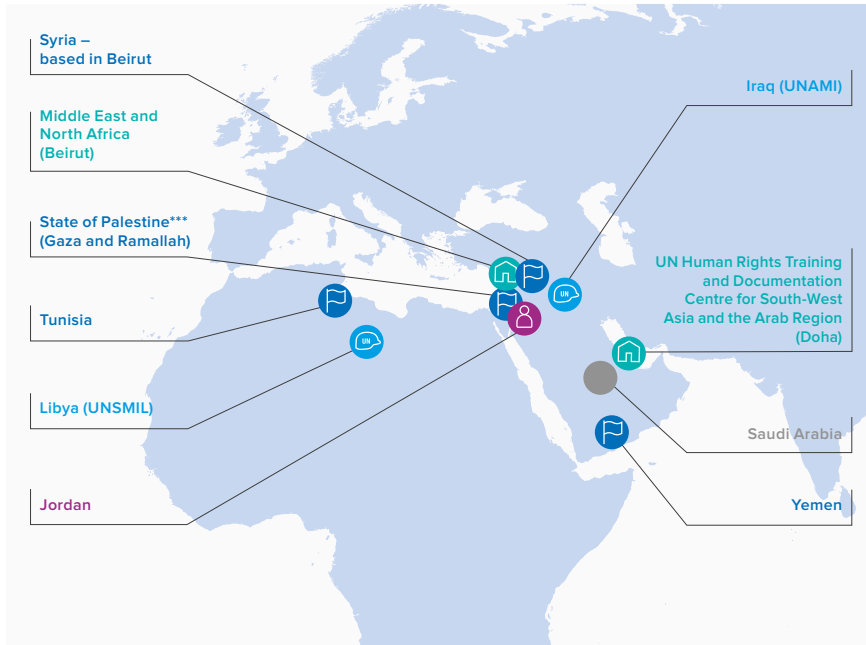 Syria –
based in Beirut
Middle East and
North Africa
(Beirut)
State of Palestine***
(Gaza and Ramallah)
Tunisia
Libya (UNSMIL)
Jordan
Iraq (UNAMI)
UN Human Rights Training
and Documentation
Centre for South-West
Asia and the Arab Region
(Doha)
Saudi Arabia
Yemen
UN
UN